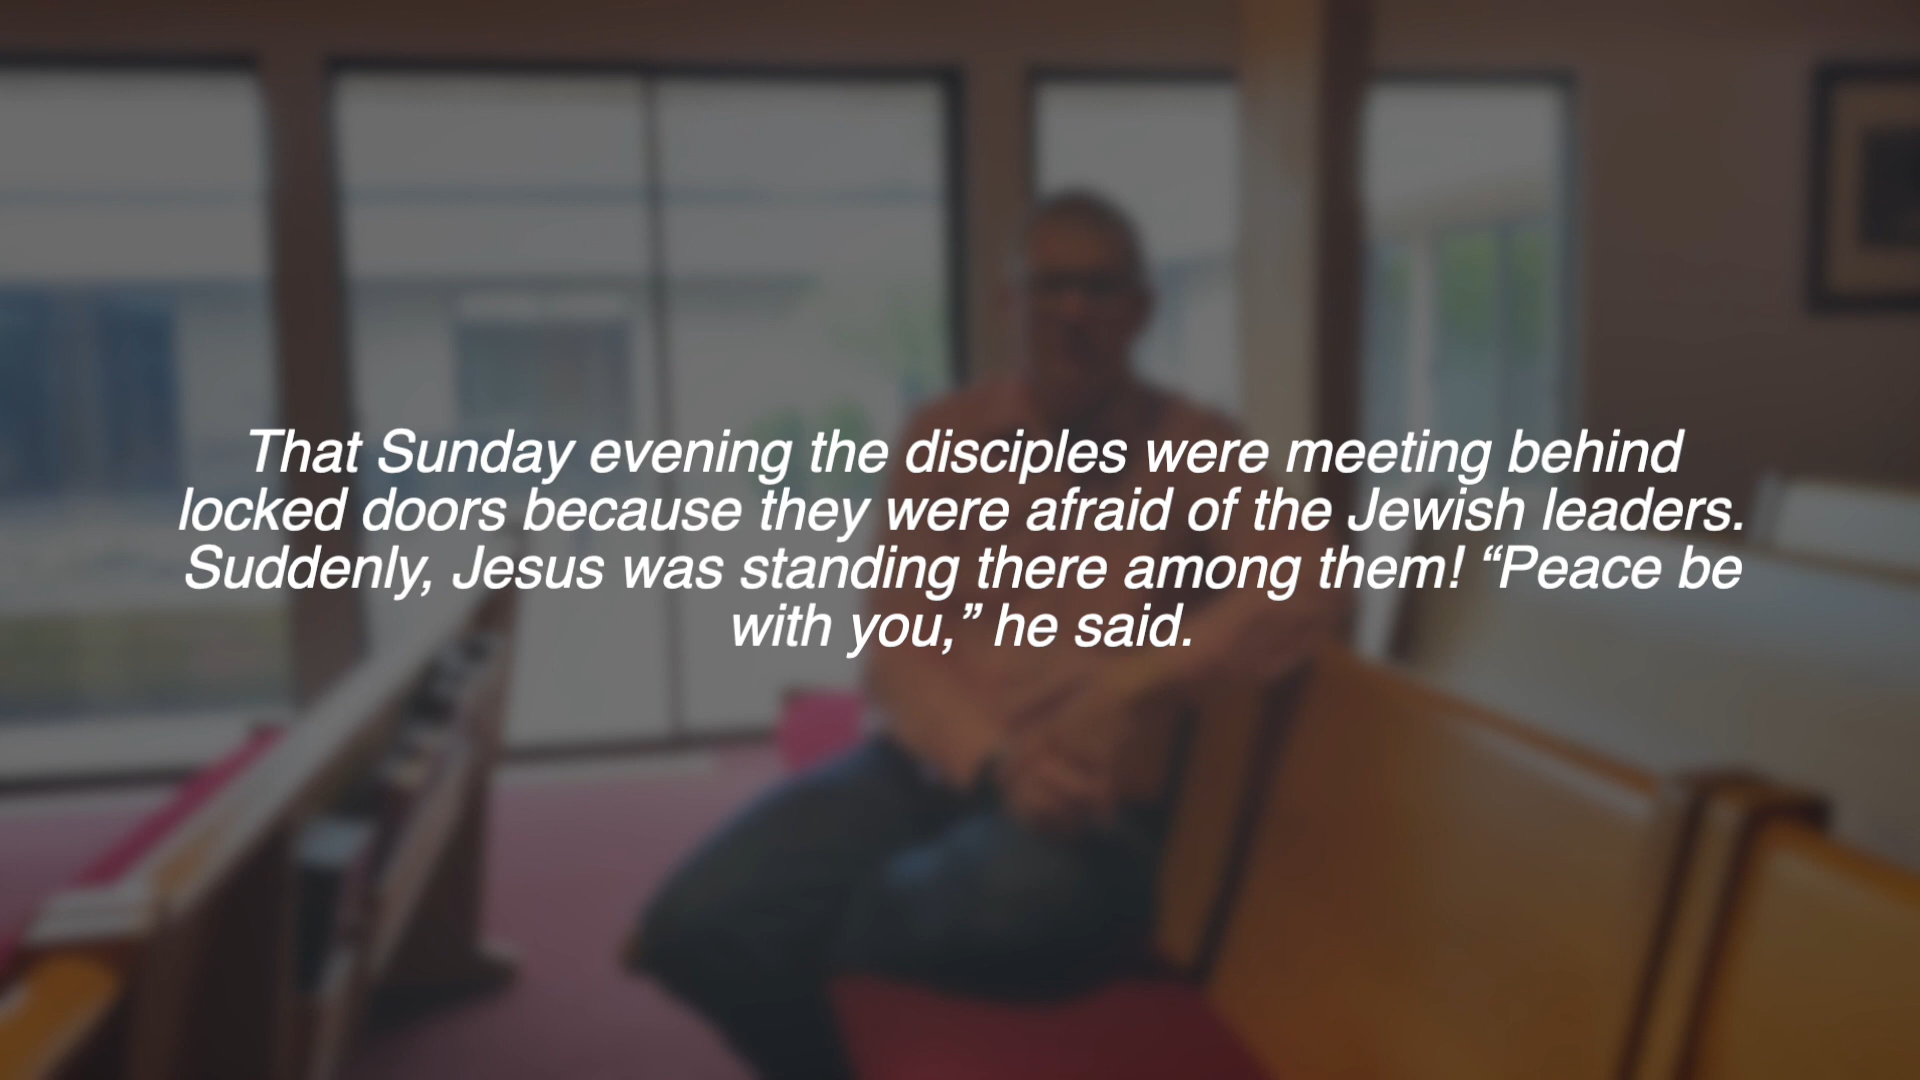 That Sunday evening the disciples were meeting behind
locked doors because they were afraid of the Jewish leaders.
Suddenly, Jesus was standing there among them! “Peace be
with you,” he said.